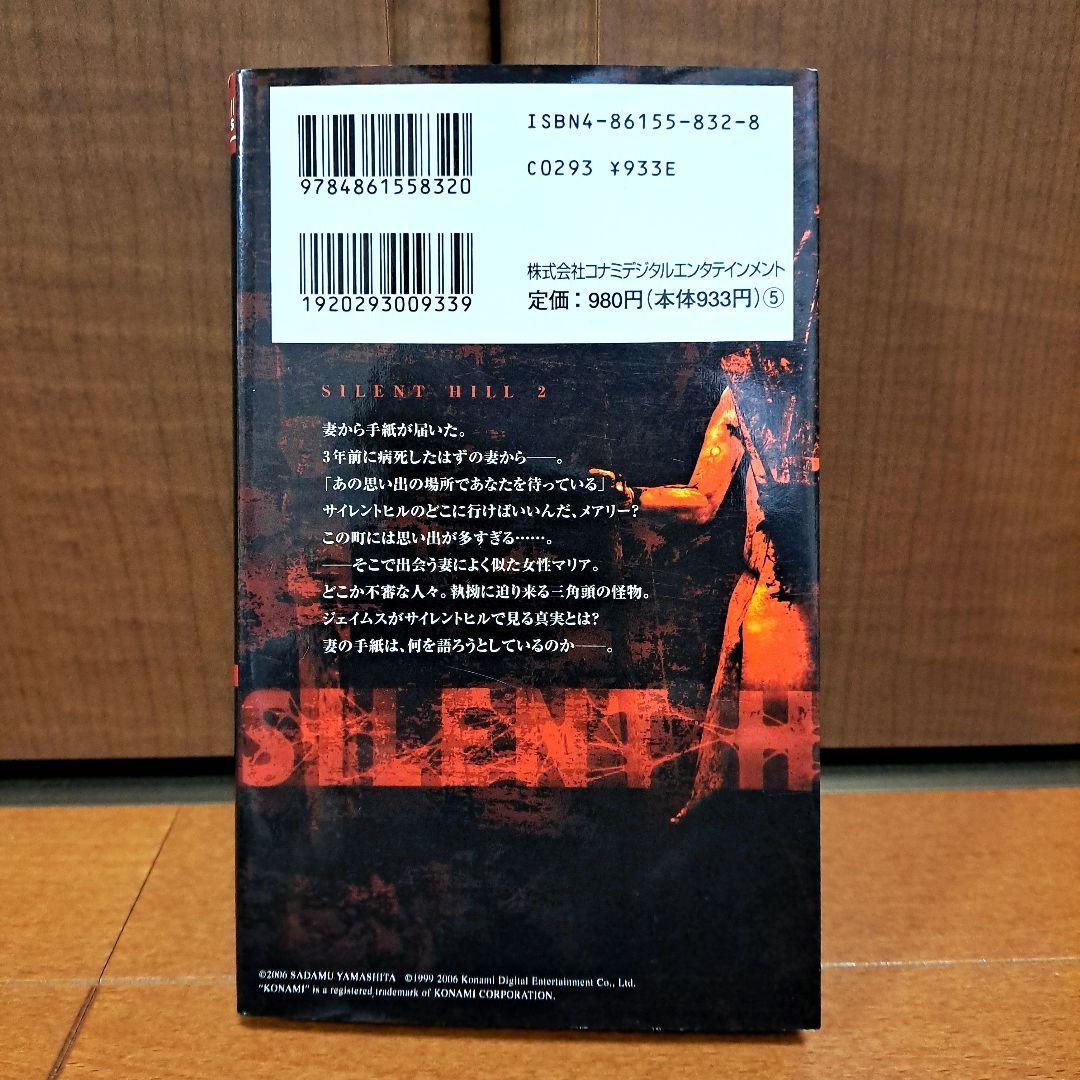 ISBN4-86155-832-8
C0293 ¥933E
9784861558320
1920293009339
株式会社コナミデジタルエンタテインメント
定価：980円（本体933円）⑤
SILENT HILL 2
妻から手紙が届いた。
3年前に病死したはずの妻から――。
「あの思い出の場所であなたを待っている」
サイレントヒルのどこに行けばいいんだ、メアリー？
この町には思い出が多すぎる……。
――そこで出会う妻によく似た女性マリア。
どこか不審な人々。執拗に迫り来る三角頭の怪物。
ジェイムスがサイレントヒルで見る真実とは？
妻の手紙は、何を語ろうとしているのか――。
SILENT H
©2006 SADAMU YAMASHITA ©1999 2006 Konami Digital Entertainment Co., Ltd.
"KONAMI" is a registered trademark of KONAMI CORPORATION.